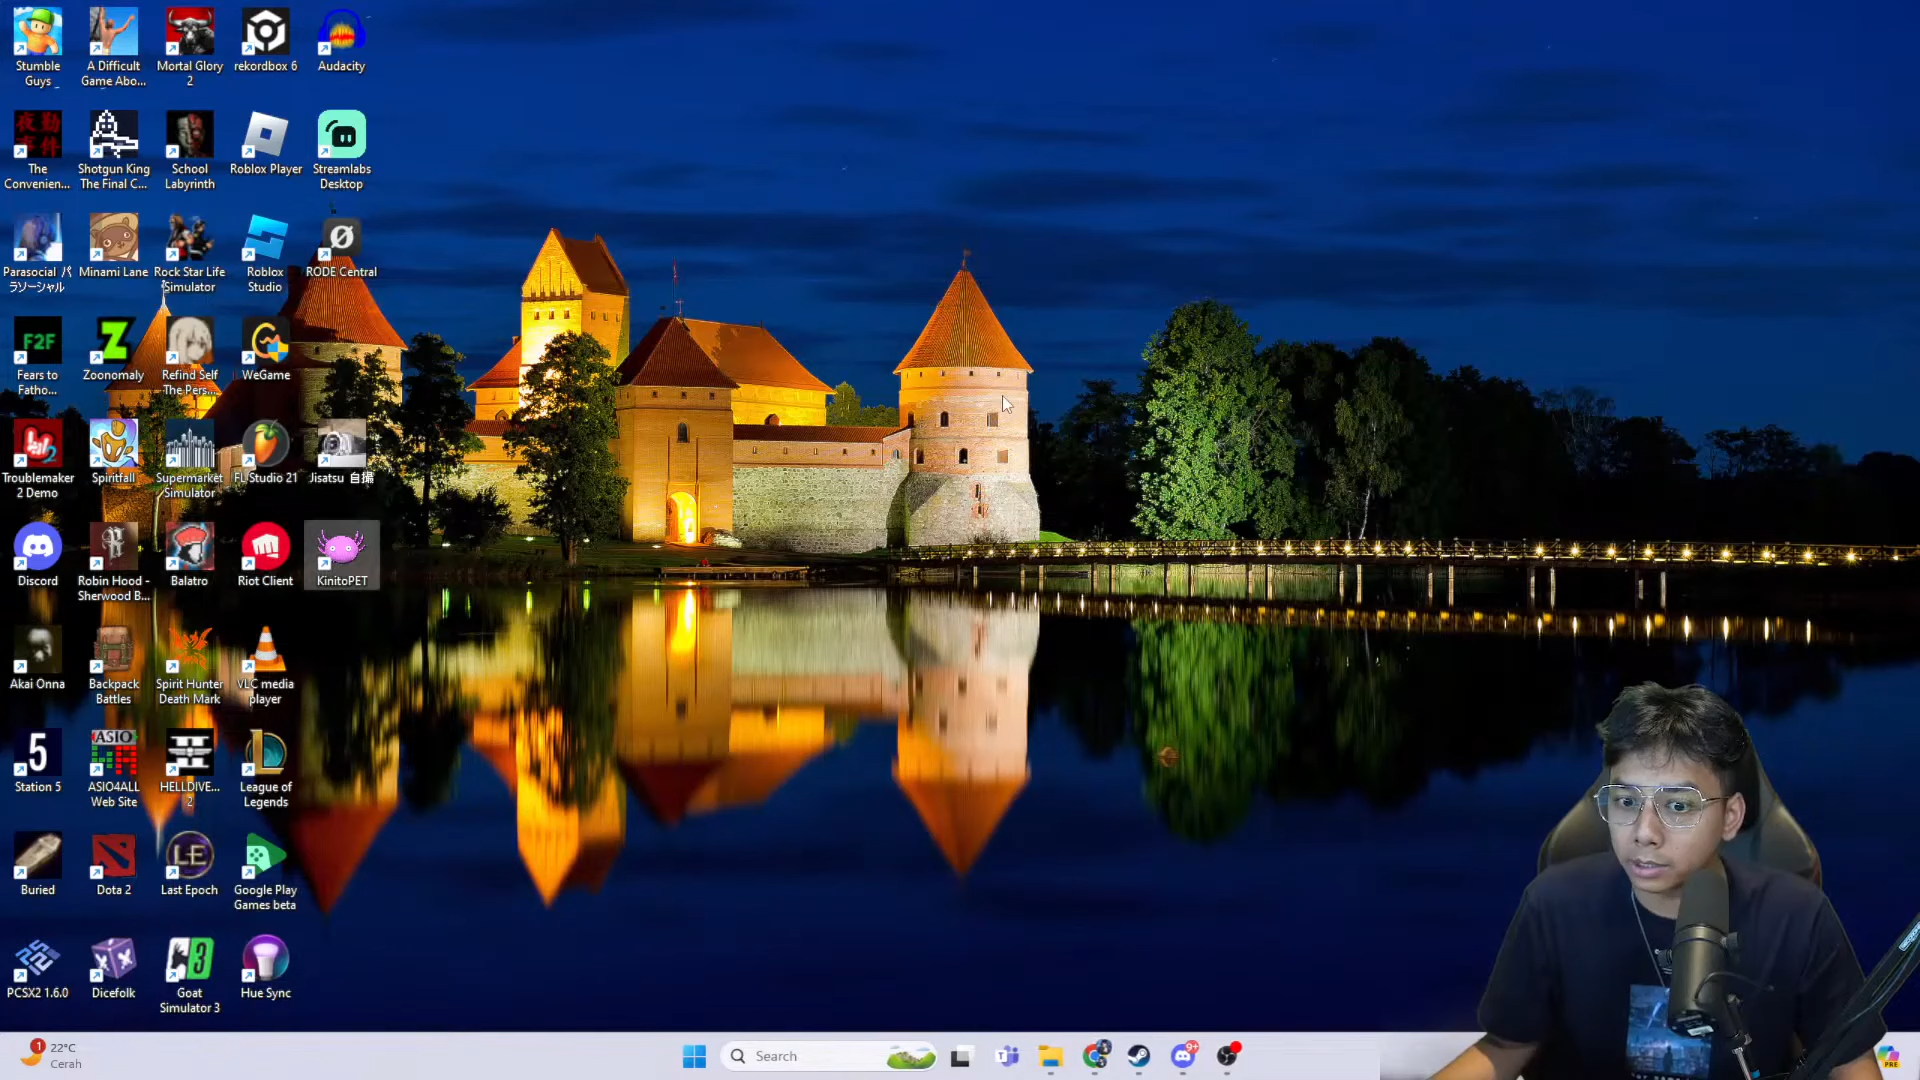 Stumble
Guys
A Difficult
Game Abo...
Mortal Glory
2
rekordbox 6
Audacity
夜勤
事件
The
Convenien...
Shotgun King
The Final C...
School
Labyrinth
Roblox Player
Streamlabs
Desktop
Parasocial パ
ラソーシャル
Minami Lane
Rock Star Life
Simulator
Roblox
Studio
RODE Central
F2F
Fears to
Fatho...
Zoonomaly
Refind Self
The Pers...
WeGame
Troublemaker
2 Demo
Spiritfall
Supermarket
Simulator
FL Studio 21
Jisatsu 自撮
Discord
Robin Hood -
Sherwood B...
Balatro
Riot Client
KinitoPET
Akai Onna
Backpack
Battles
Spirit Hunter
Death Mark
VLC media
player
5
Station 5
ASIO
ASIO4ALL
Web Site
HELLDIVE...
2
League of
Legends
Buried
Dota 2
LE
Last Epoch
Google Play
Games beta
PCSX2 1.6.0
Dicefolk
3
Goat
Simulator 3
Hue Sync
1
22°C
Cerah
Search
9+
PRE